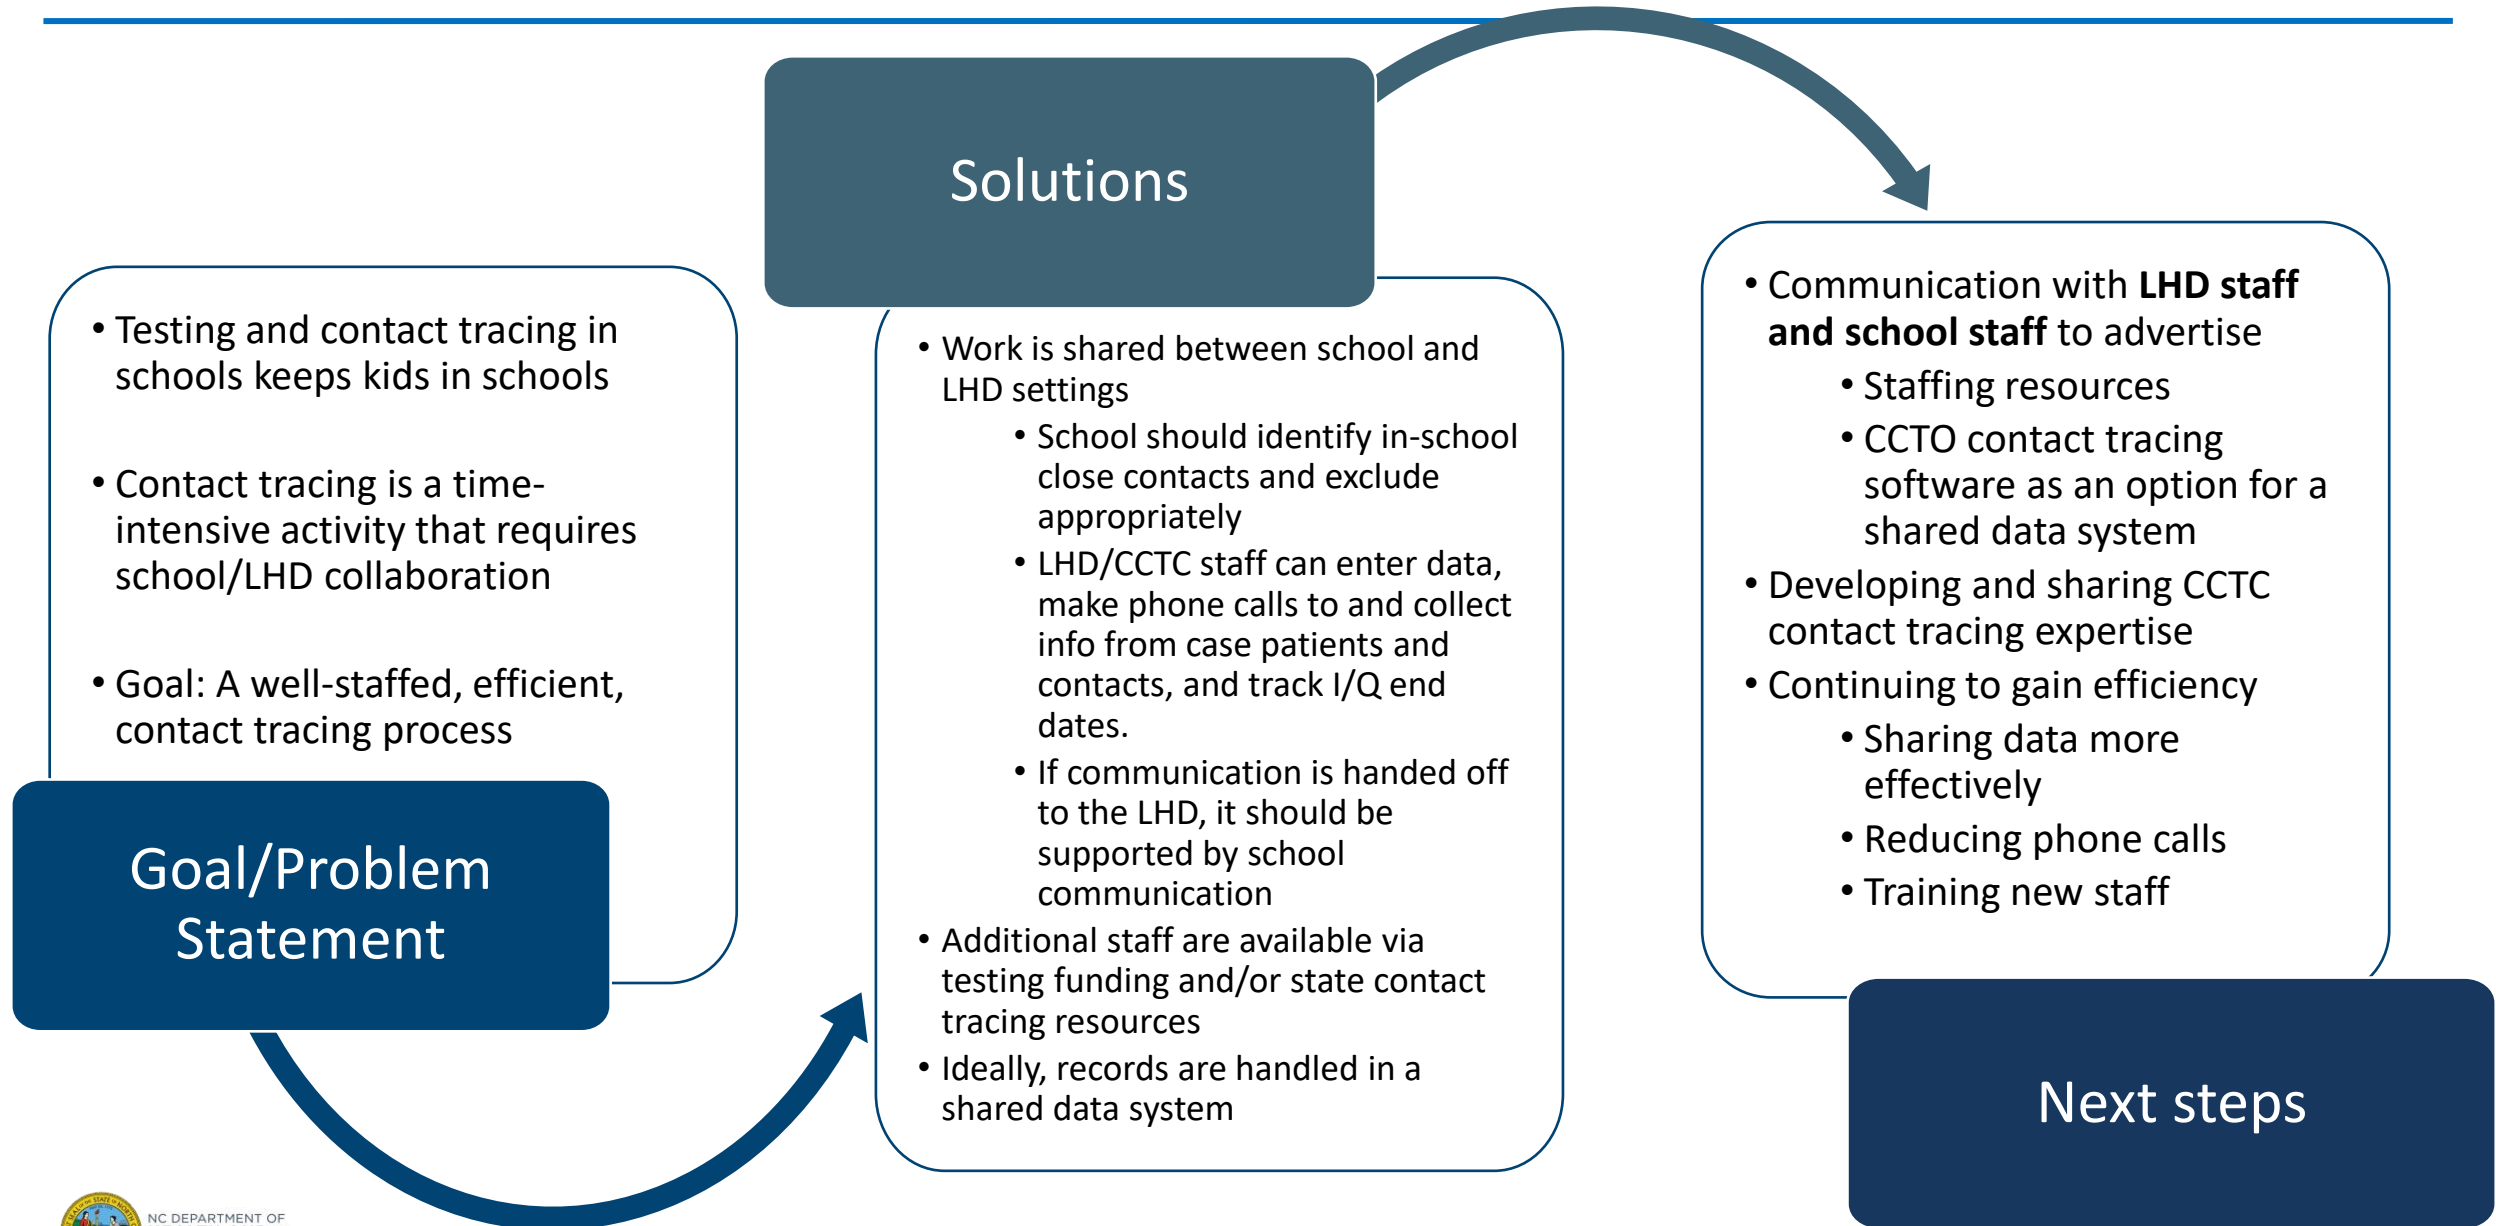 • Testing and contact tracing in
schools keeps kids in schools
• Contact tracing is a time-
intensive activity that requires
school/LHD collaboration
• Goal: A well-staffed, efficient,
contact tracing process
Goal/Problem
Statement
Solutions
• Work is shared between school and
LHD settings
• School should identify in-school
close contacts and exclude
appropriately
• LHD/CCTC staff can enter data,
make phone calls to and collect
info from case patients and
contacts, and track I/Q end
dates.
• If communication is handed off
to the LHD, it should be
supported by school
communication
• Additional staff are available via
testing funding and/or state contact
tracing resources
• Ideally, records are handled in a
shared data system
• Communication with LHD staff
and school staff to advertise
• Staffing resources
• CCTO contact tracing
software as an option for a
shared data system
• Developing and sharing CCTC
contact tracing expertise
• Continuing to gain efficiency
• Sharing data more
effectively
• Reducing phone calls
• Training new staff
Next steps
NC DEPARTMENT OF